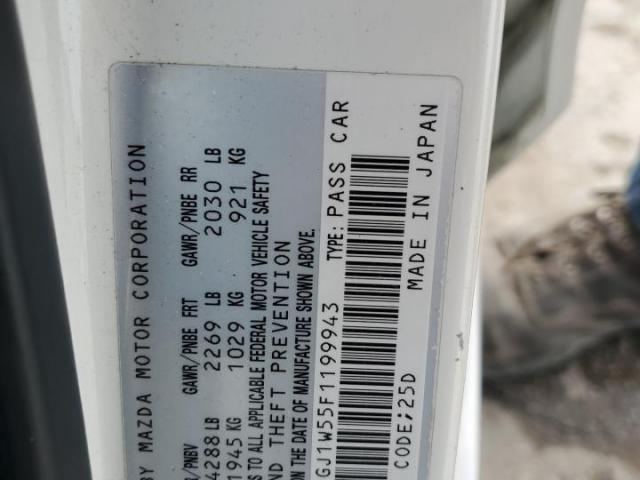 BY MAZDA MOTOR CORPORATION
GAWR/PNBE FRT GAWR/PNBE RR
4288 LB 2269 LB 2030 LB
1945 KG 1029 KG 921 KG
TO ALL APPLICABLE FEDERAL MOTOR VEHICLE SAFETY
AND THEFT PREVENTION
ON THE DATE OF MANUFACTURE SHOWN ABOVE.
GJ1W55F1199943 TYPE: PASS CAR
CODE:25D MADE IN JAPAN